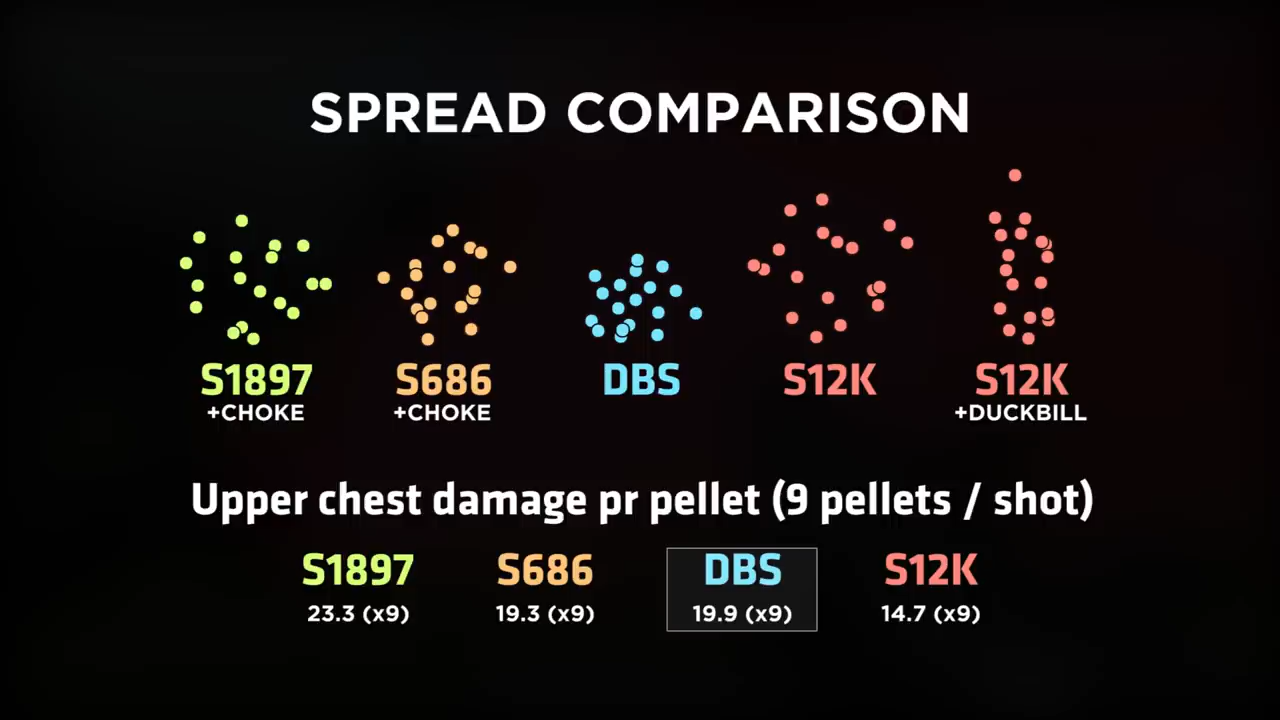 SPREAD COMPARISON
S1897 S686 DBS S12K S12K
+CHOKE +CHOKE +DUCKBILL
Upper chest damage pr pellet (9 pellets / shot)
S1897 S686 DBS S12K
23.3 (x9) 19.3 (x9) 19.9 (x9) 14.7 (x9)